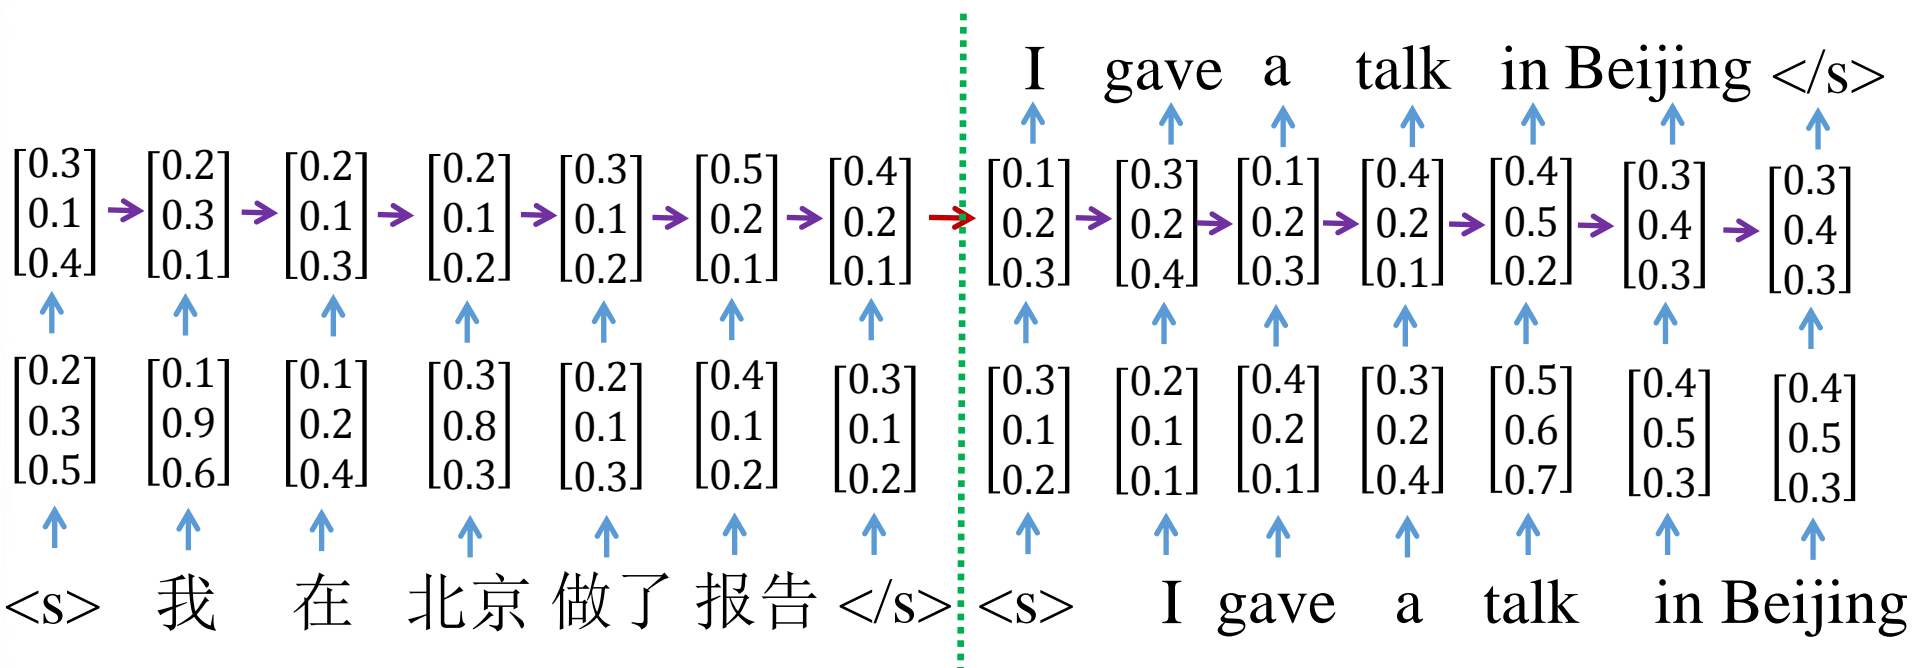 I gave a talk in Beijing </s>
[0.3 [0.2 [0.2 [0.2 [0.3 [0.5 [0.4 [0.1 [0.3 [0.1 [0.4 [0.4 [0.3 [0.3
0.1 0.3 0.1 0.1 0.1 0.2 0.2 0.2 0.2 0.2 0.2 0.5 0.4 0.4
0.4] 0.1] 0.3] 0.2] 0.2] 0.1] 0.1] 0.3] 0.4] 0.3] 0.1] 0.2] 0.3] 0.3]
[0.2 [0.1 [0.1 [0.3 [0.2 [0.4 [0.3 [0.3 [0.2 [0.4 [0.3 [0.5 [0.4 [0.4
0.3 0.9 0.2 0.8 0.1 0.1 0.1 0.1 0.1 0.2 0.2 0.6 0.5 0.5
0.5] 0.6] 0.4] 0.3] 0.3] 0.2] 0.2] 0.2] 0.1] 0.1] 0.4] 0.7] 0.3] 0.3]
<s> 我 在 北京 做了 报告 </s> <s> I gave a talk in Beijing